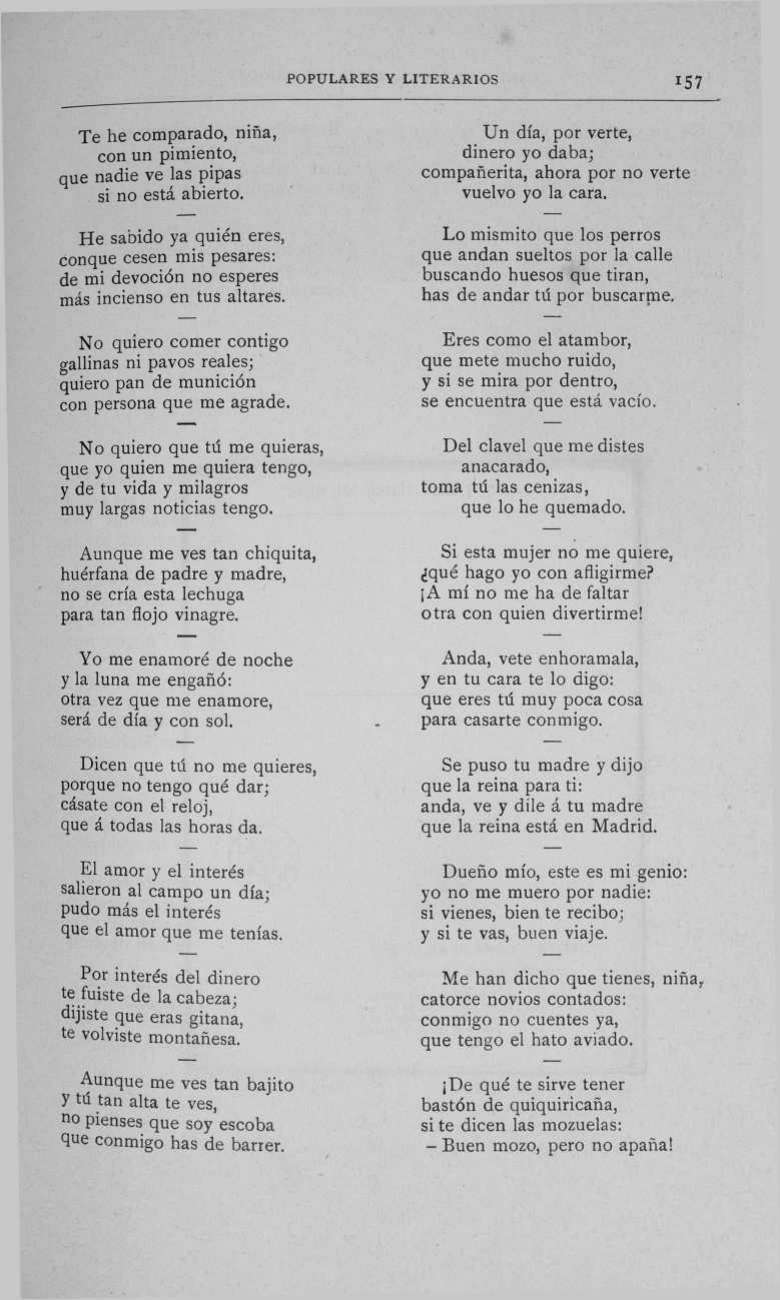 POPULARES Y LITERARIOS 157
Te he comparado, niña,
con un pimiento,
que nadie ve las pipas
si no está abierto.
He sabido ya quién eres,
conque cesen mis pesares:
de mi devoción no esperes
más incienso en tus altares.
No quiero comer contigo
gallinas ni pavos reales;
quiero pan de munición
con persona que me agrade.
No quiero que tú me quieras,
que yo quien me quiera tengo,
y de tu vida y milagros
muy largas noticias tengo.
Aunque me ves tan chiquita,
huérfana de padre y madre,
no se cría esta lechuga
para tan flojo vinagre.
Yo me enamoré de noche
y la luna me engañó:
otra vez que me enamore,
será de día y con sol.
Dicen que tú no me quieres,
porque no tengo qué dar;
cásate con el reloj,
que á todas las horas da.
El amor y el interés
salieron al campo un día;
pudo más el interés
que el amor que me tenías.
Por interés del dinero
te fuiste de la cabeza;
dijiste que eras gitana,
te volviste montañesa.
Aunque me ves tan bajito
y tú tan alta te ves,
no pienses que soy escoba
que conmigo has de barrer.
Un día, por verte,
dinero yo daba;
compañerita, ahora por no verte
vuelvo yo la cara.
Lo mismito que los perros
que andan sueltos por la calle
buscando huesos que tiran,
has de andar tú por buscarme.
Eres como el atambor,
que mete mucho ruido,
y si se mira por dentro,
se encuentra que está vacío.
Del clavel que me distes
anacarado,
toma tú las cenizas,
que lo he quemado.
Si esta mujer no me quiere,
¿qué hago yo con afligirme?
¡A mí no me ha de faltar
otra con quien divertirme!
Anda, vete enhoramala,
y en tu cara te lo digo:
que eres tú muy poca cosa
para casarte conmigo.
Se puso tu madre y dijo
que la reina para ti:
anda, ve y dile á tu madre
que la reina está en Madrid.
Dueño mío, este es mi genio:
yo no me muero por nadie:
si vienes, bien te recibo;
y si te vas, buen viaje.
Me han dicho que tienes, niña,
catorce novios contados:
conmigo no cuentes ya,
que tengo el hato aviado.
¡De qué te sirve tener
bastón de quiquiricaña,
si te dicen las mozuelas:
– Buen mozo, pero no apaña!